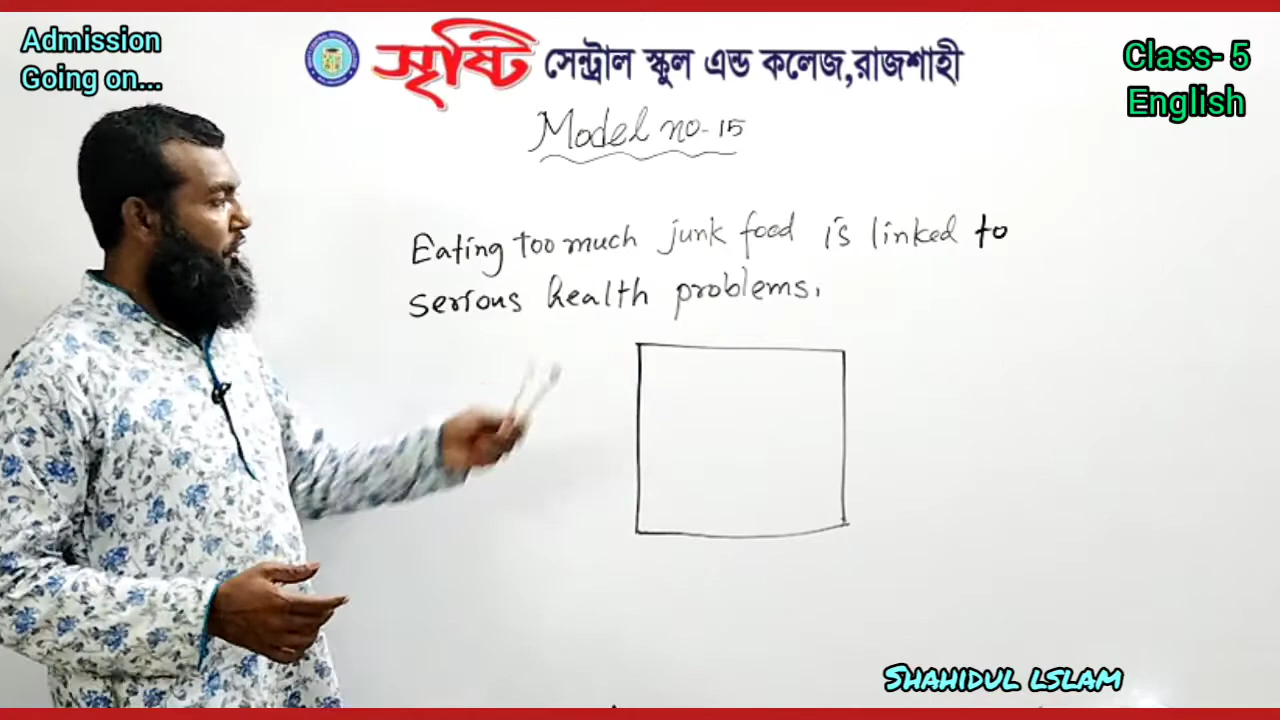 Admission
Going on...
সৃষ্টি সেন্ট্রাল স্কুল এন্ড কলেজ,রাজশাহী
Class- 5
English
Model no-15
Eating too much junk food is linked to
serious health problems.
SHAHIDUL lSLAM